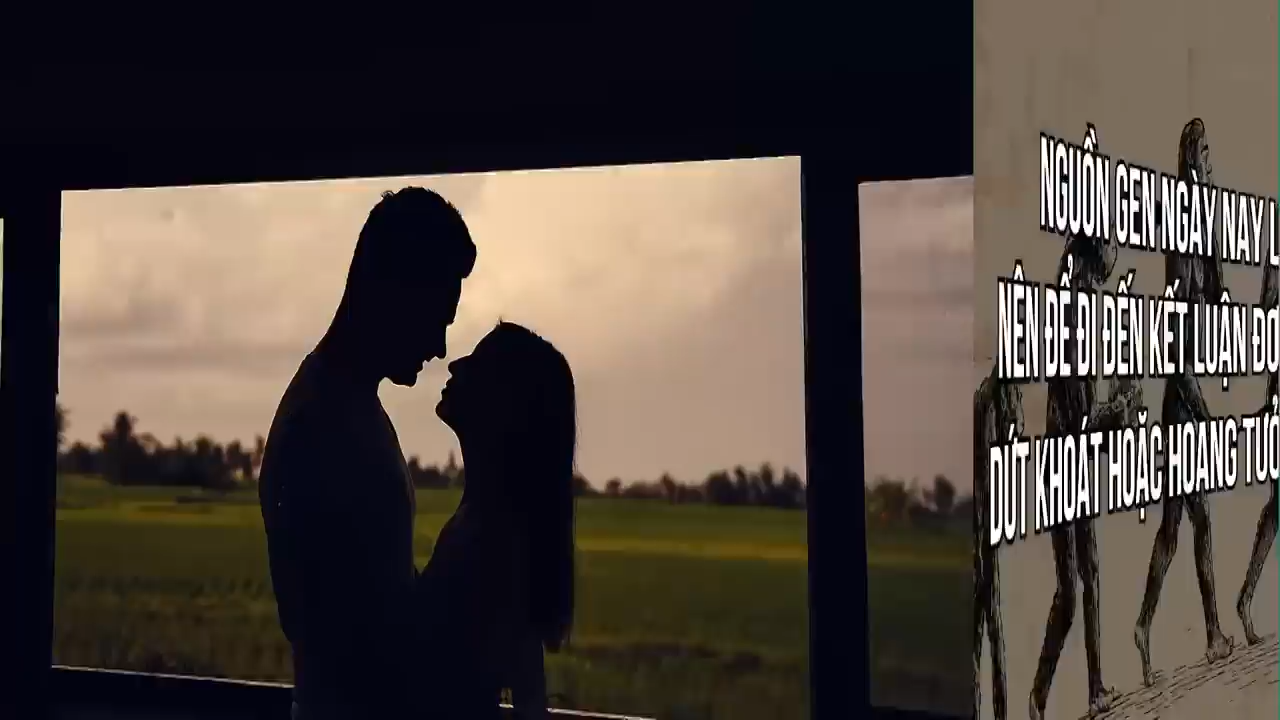 NGUỒN GEN NGÀY NAY
NÊN ĐỂ ĐI ĐẾN KẾT LUẬN
DỨT KHOÁT HOẶC HOANG